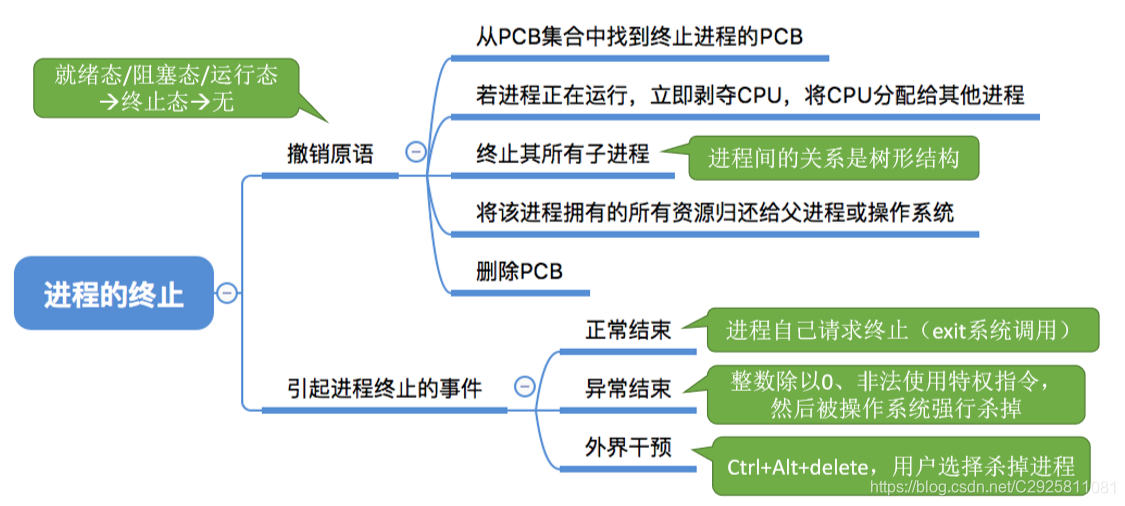 就绪态/阻塞态/运行态
→终止态→无
撤销原语
从PCB集合中找到终止进程的PCB
若进程正在运行，立即剥夺CPU，将CPU分配给其他进程
终止其所有子进程
进程间的关系是树形结构
将该进程拥有的所有资源归还给父进程或操作系统
删除PCB
进程的终止
引起进程终止的事件
正常结束
进程自己请求终止（exit系统调用）
异常结束
整数除以0、非法使用特权指令，
然后被操作系统强行杀掉
外界干预
Ctrl+Alt+delete，用户选择杀掉进程
https://blog.csdn.net/C2925811081